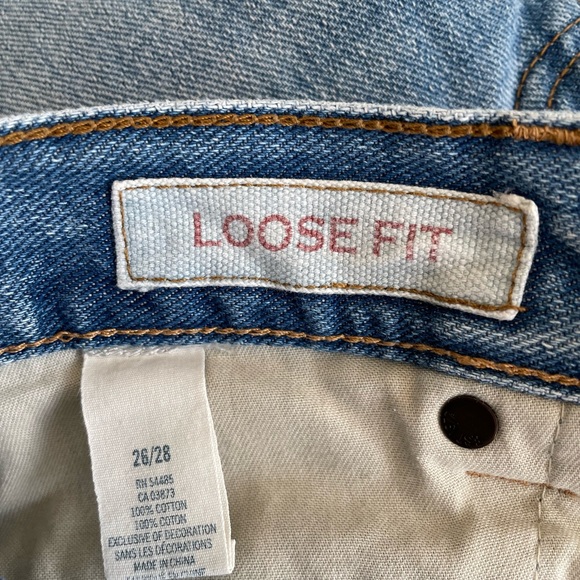 LOOSE FIT
26/28
RN 54485
CA 03873
100% COTTON
100% COTON
EXCLUSIVE OF DECORATION
SANS LES DÉCORATIONS
MADE IN CHINA